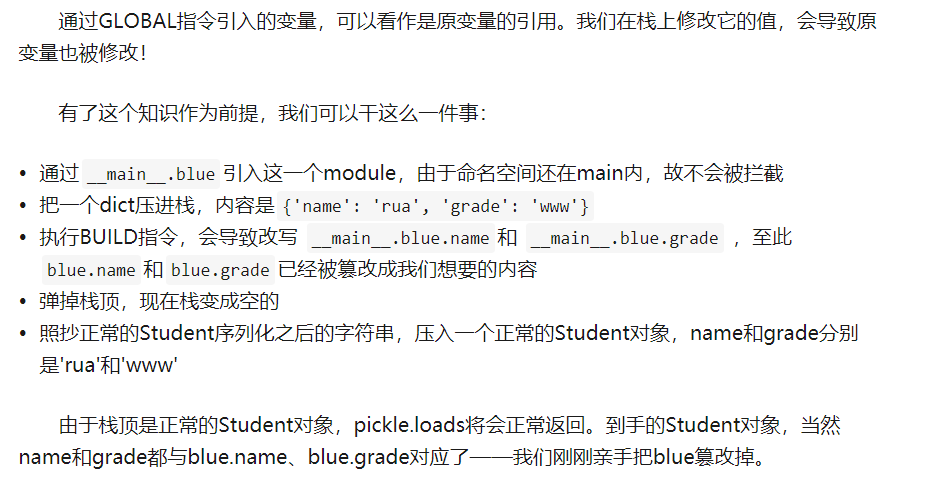 通过GLOBAL指令引入的变量，可以看作是原变量的引用。我们在栈上修改它的值，会导致原
变量也被修改！
有了这个知识作为前提，我们可以干这么一件事：
• 通过 __main__.blue 引入这一个module，由于命名空间还在main内，故不会被拦截
• 把一个dict压进栈，内容是 {'name': 'rua', 'grade': 'www'}
• 执行BUILD指令，会导致改写 __main__.blue.name 和 __main__.blue.grade ，至此
blue.name 和 blue.grade 已经被篡改成我们想要的内容
• 弹掉栈顶，现在栈变成空的
• 照抄正常的Student序列化之后的字符串，压入一个正常的Student对象，name和grade分别
是'rua'和'www'
由于栈顶是正常的Student对象，pickle.loads将会正常返回。到手的Student对象，当然
name和grade都与blue.name、blue.grade对应了——我们刚刚亲手把blue篡改掉。